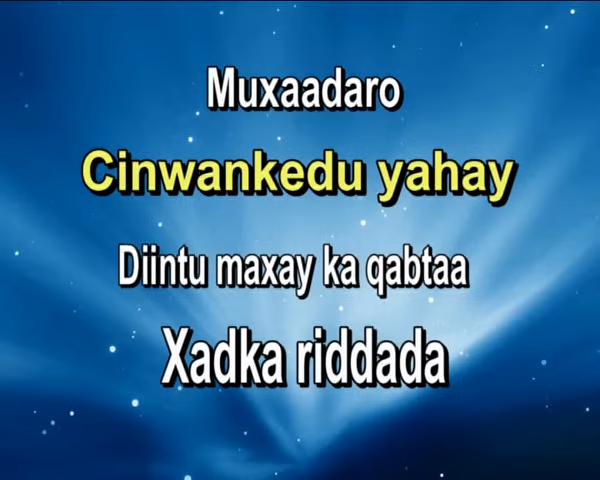 Muxaadaro
Cinwankedu yahay
Diintu maxay ka qabtaa
Xadka riddada